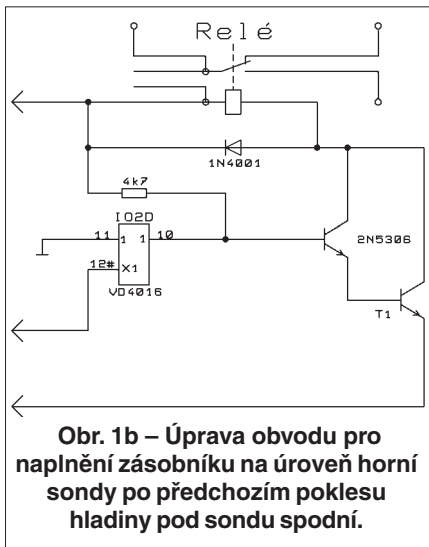 Relé
1N4001
4k7
IO2D
11 1 1 10
2N5306
12# X1
VD4016
T1
Obr. 1b – Úprava obvodu pro
naplnění zásobníku na úroveň horní
sondy po předchozím poklesu
hladiny pod sondu spodní.